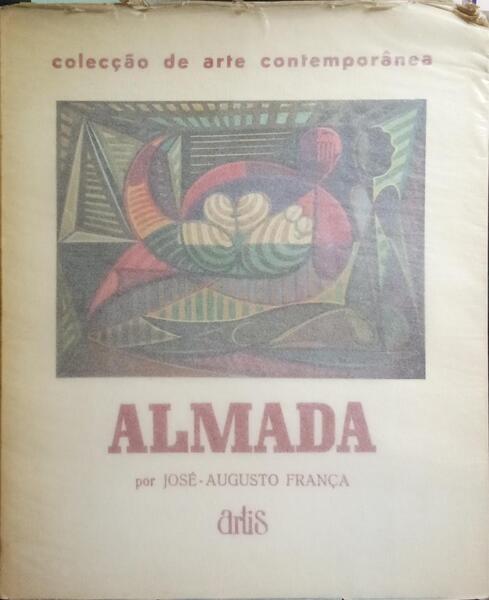 colecção de arte contemporânea
ALMADA
por JOSÉ-AUGUSTO FRANÇA
artis